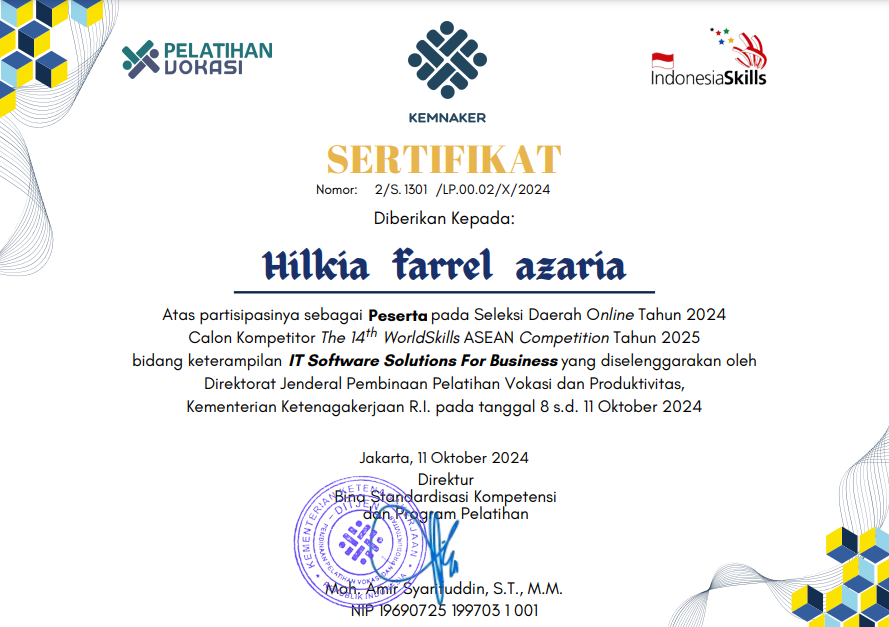 PELATIHAN
VOKASI
KEMNAKER
IndonesiaSkills
SERTIFIKAT
Nomor: 2/S. 1301 /LP.00.02/X/2024
Diberikan Kepada:
Hilkia farrel azaria
Atas partisipasinya sebagai Peserta pada Seleksi Daerah Online Tahun 2024
Calon Kompetitor The 14th WorldSkills ASEAN Competition Tahun 2025
bidang keterampilan IT Software Solutions For Business yang diselenggarakan oleh
Direktorat Jenderal Pembinaan Pelatihan Vokasi dan Produktivitas,
Kementerian Ketenagakerjaan R.I. pada tanggal 8 s.d. 11 Oktober 2024
Jakarta, 11 Oktober 2024
Direktur
Bina Standardisasi Kompetensi
dan Program Pelatihan
KEMENTERIAN KETENAGAKERJAAN
DITJEN
PEMBINAAN PELATIHAN VOKASI DAN PRODUKTIVITAS
REPUBLIK INDONESIA
Moh. Amir Syarifuddin, S.T., M.M.
NIP 19690725 199703 1 001